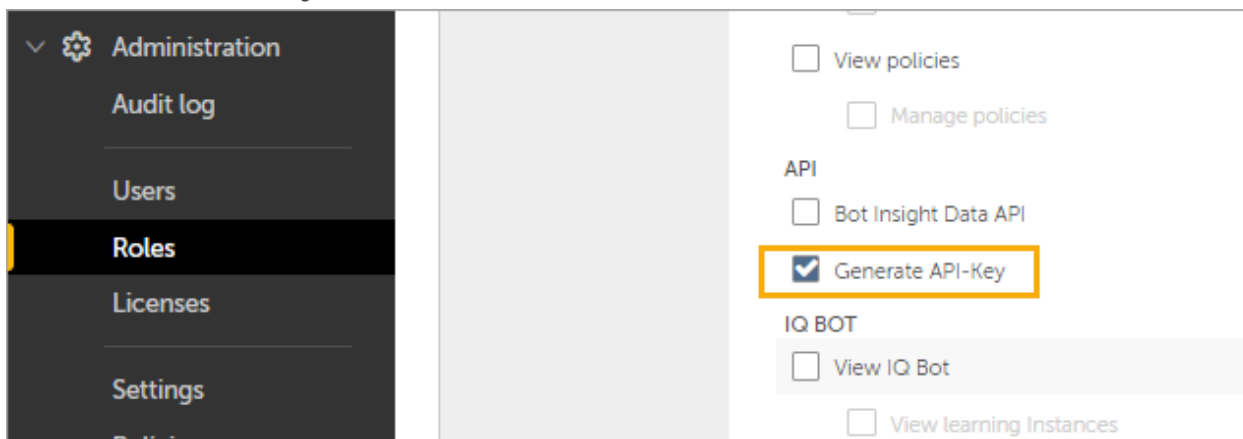 Administration
Audit log
Users
Roles
Licenses
Settings
View policies
Manage policies
API
Bot Insight Data API
Generate API-Key
IQ BOT
View IQ Bot
View learning Instances